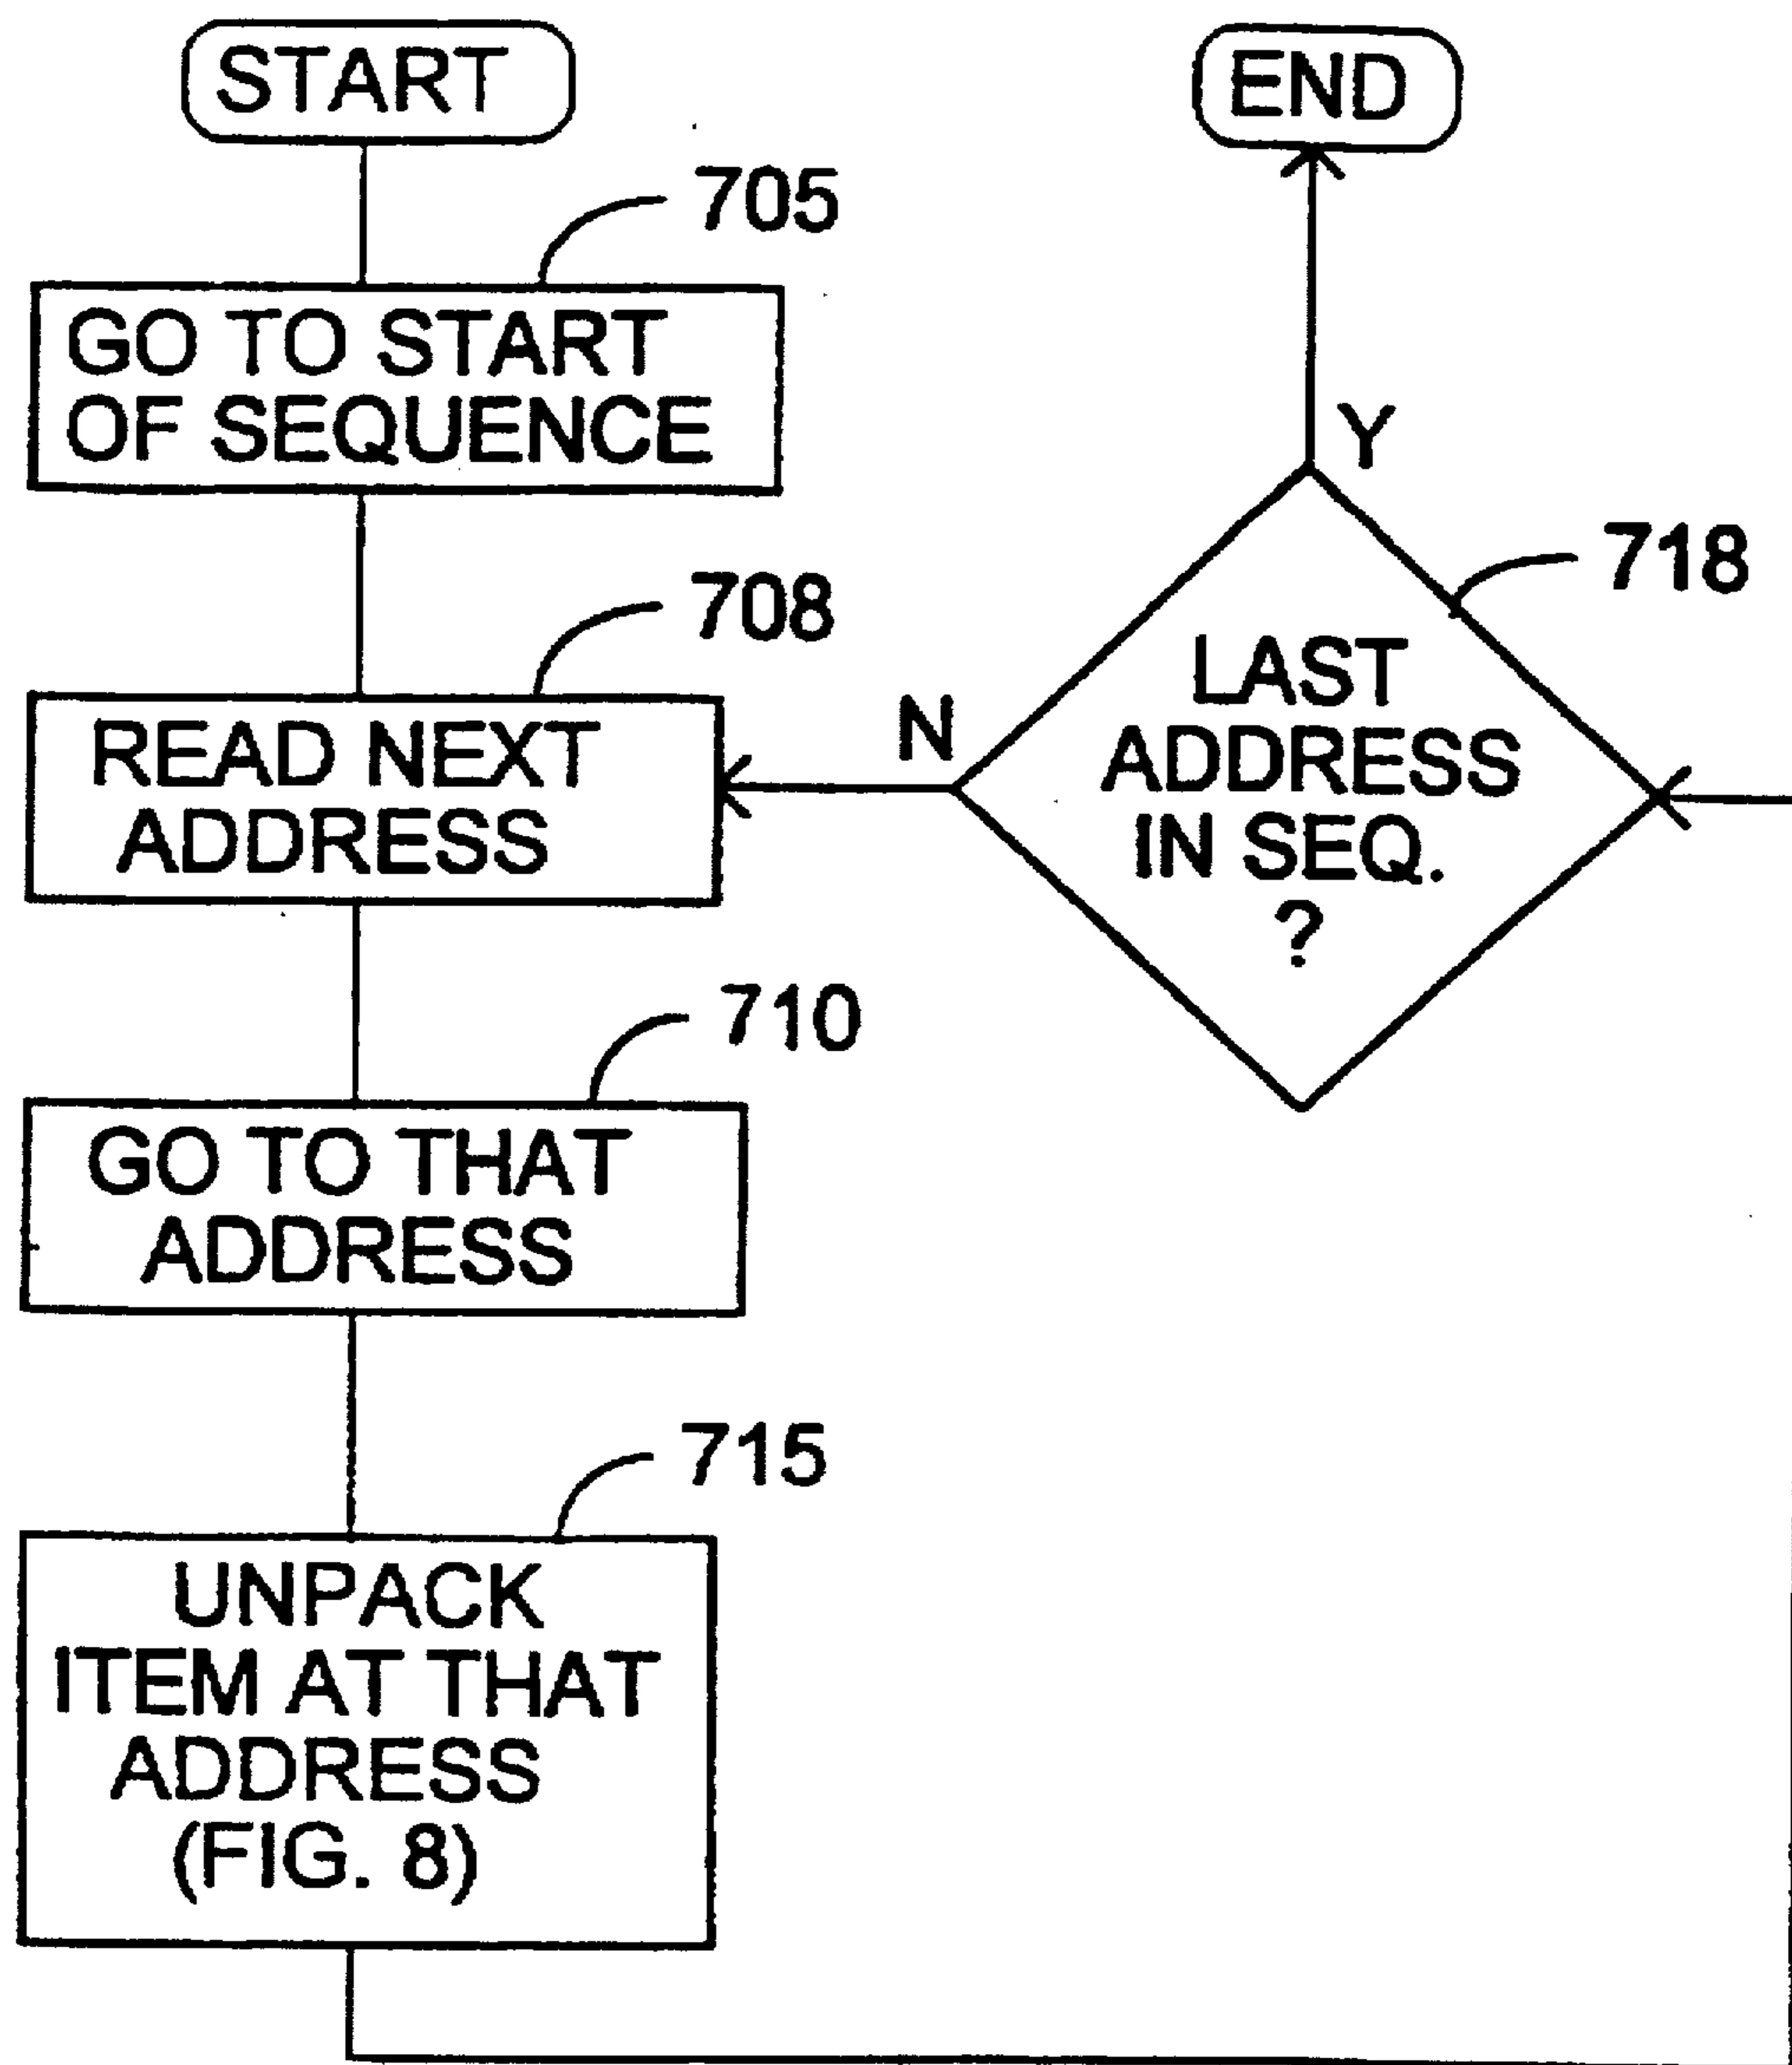 START
705
GO TO START
OF SEQUENCE
708
READ NEXT
ADDRESS
710
GO TO THAT
ADDRESS
715
UNPACK
ITEM AT THAT
ADDRESS
(FIG. 8)
END
Y
718
N
LAST
ADDRESS
IN SEQ.
?